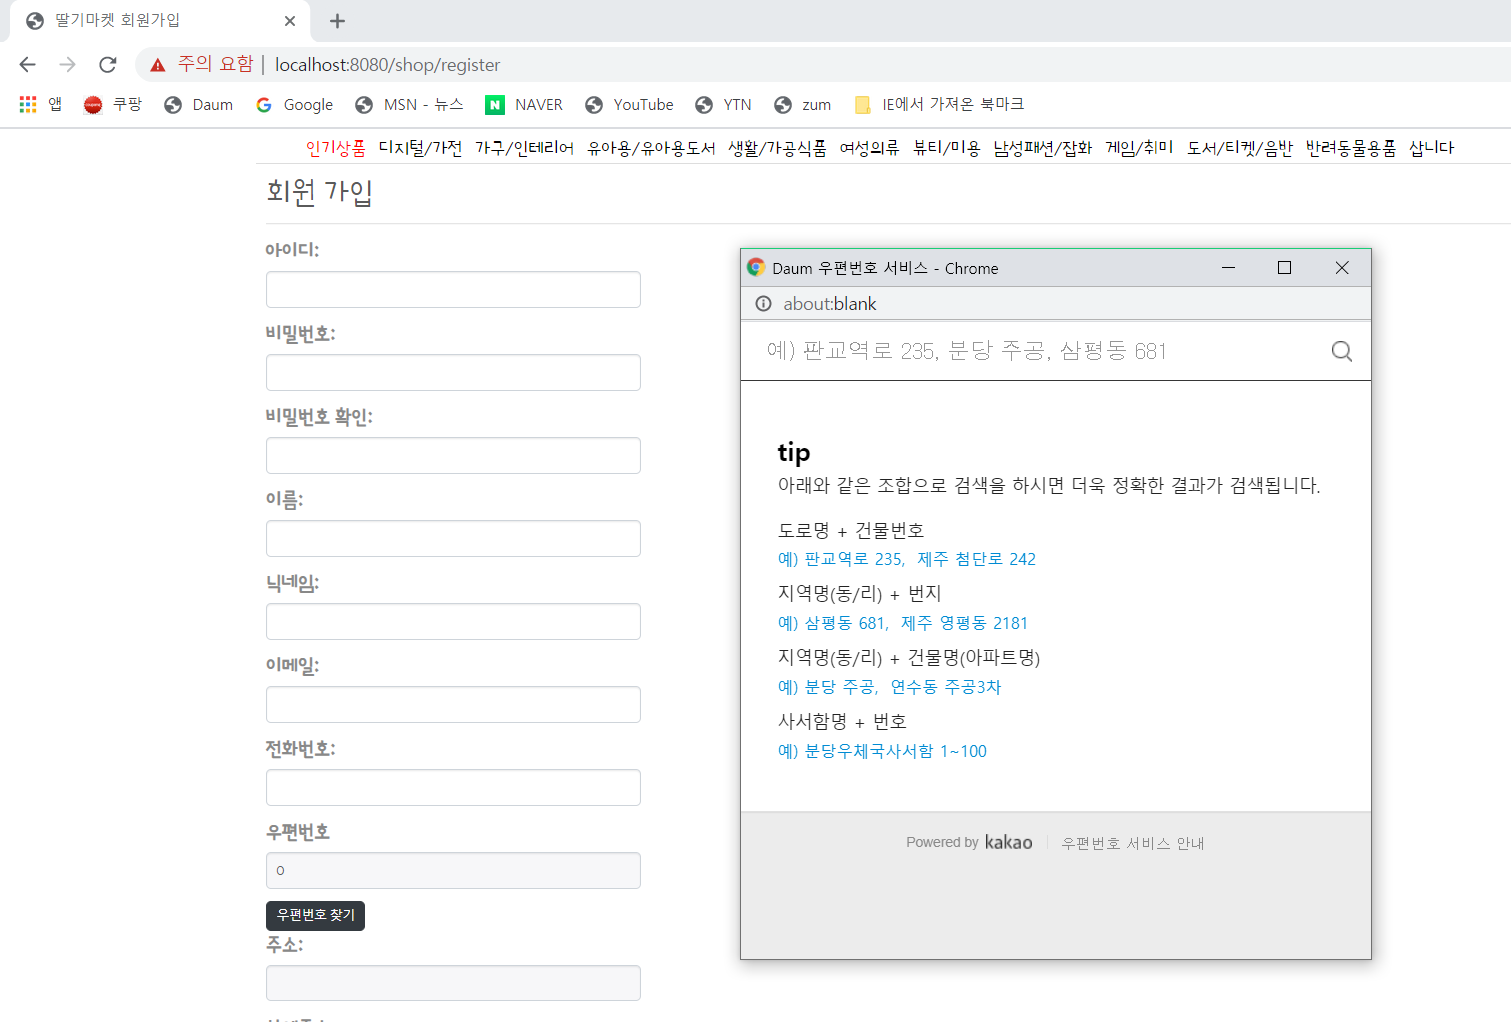 딸기마켓 회원가입
주의 요함 | localhost:8080/shop/register
앱 쿠팡 Daum Google MSN - 뉴스 NAVER YouTube YTN zum IE에서 가져온 북마크
인기상품 디지털/가전 가구/인테리어 유아용/유아용도서 생활/가공식품 여성의류 뷰티/미용 남성패션/잡화 게임/취미 도서/티켓/음반 반려동물용품 삽니다
회원 가입
아이디:
비밀번호:
비밀번호 확인:
이름:
닉네임:
이메일:
전화번호:
우편번호
0
우편번호 찾기
주소:
Daum 우편번호 서비스 - Chrome
about:blank
예) 판교역로 235, 분당 주공, 삼평동 681
tip
아래와 같은 조합으로 검색을 하시면 더욱 정확한 결과가 검색됩니다.
도로명 + 건물번호
예) 판교역로 235, 제주 첨단로 242
지역명(동/리) + 번지
예) 삼평동 681, 제주 영평동 2181
지역명(동/리) + 건물명(아파트명)
예) 분당 주공, 연수동 주공3차
사서함명 + 번호
예) 분당우체국사서함 1~100
Powered by kakao 우편번호 서비스 안내